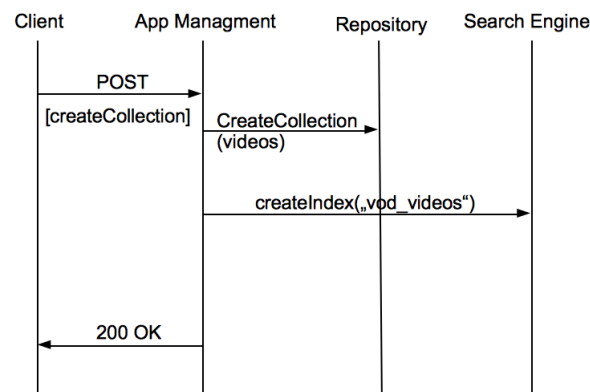 Client App Managment Repository Search Engine
POST
[createCollection]
CreateCollection
(videos)
createIndex(„vod_videos“)
200 OK